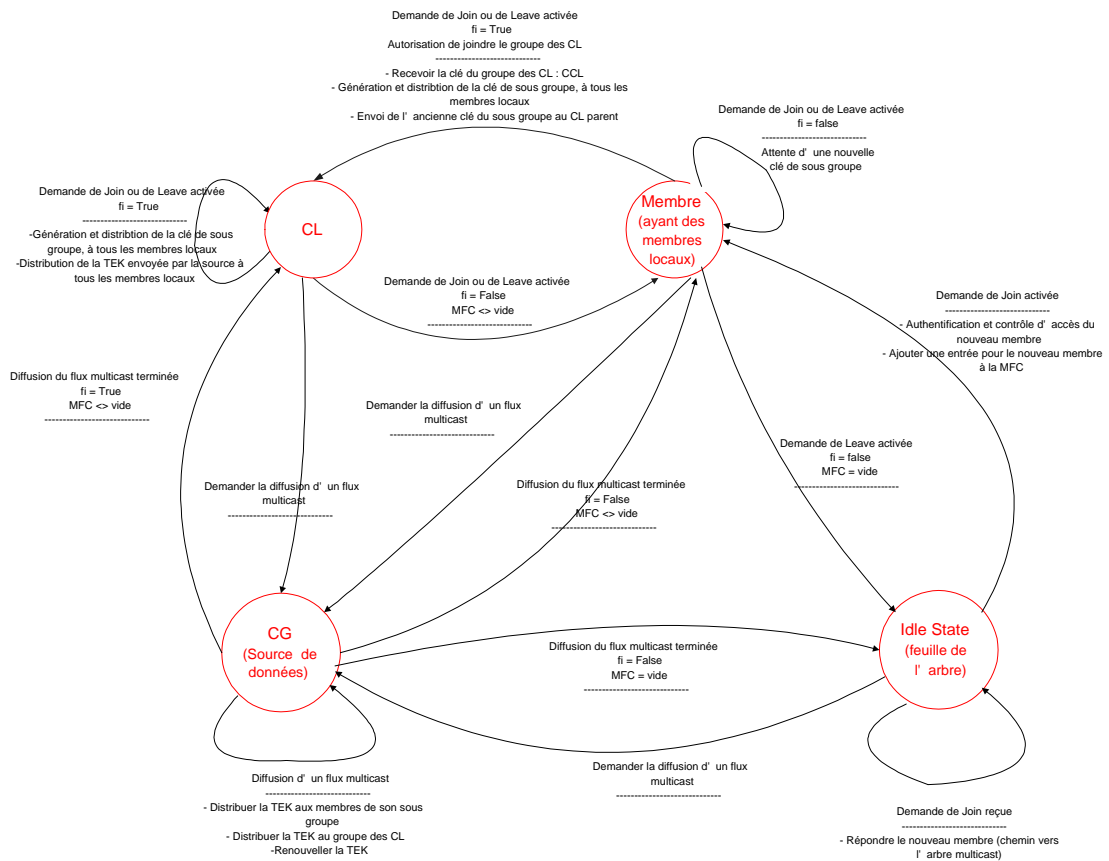 Demande de Join ou de Leave activée
fi = True
Autorisation de joindre le groupe des CL
-----------------------------
- Recevoir la clé du groupe des CL : CCL
- Génération et distribtion de la clé de sous groupe, à tous les
membres locaux
- Envoi de l' ancienne clé du sous groupe au CL parent
Demande de Join ou de Leave activée
fi = false
-----------------------------
Attente d' une nouvelle
clé de sous groupe
Demande de Join ou de Leave activée
fi = True
-----------------------------
-Génération et distribtion de la clé de sous
groupe, à tous les membres locaux
-Distribution de la TEK envoyée par la source à
tous les membres locaux
CL
Membre
(ayant des
membres
locaux)
Demande de Join ou de Leave activée
fi = False
MFC <> vide
-----------------------------
Demande de Join activée
-----------------------------
- Authentification et contrôle d' accès du
nouveau membre
- Ajouter une entrée pour le nouveau membre
à la MFC
Diffusion du flux multicast terminée
fi = True
MFC <> vide
-----------------------------
Demander la diffusion d' un flux
multicast
-----------------------------
Demande de Leave activée
fi = false
MFC = vide
-----------------------------
Demander la diffusion d' un flux
multicast
-----------------------------
Diffusion du flux multicast terminée
fi = False
MFC <> vide
-----------------------------
CG
(Source de
données)
Idle State
(feuille de
l' arbre)
Diffusion du flux multicast terminée
fi = False
MFC = vide
-----------------------------
Demander la diffusion d' un flux
multicast
-----------------------------
Diffusion d' un flux multicast
-----------------------------
- Distribuer la TEK aux membres de son sous
groupe
- Distribuer la TEK au groupe des CL
-Renouveller la TEK
Demande de Join reçue
-----------------------------
- Répondre le nouveau membre (chemin vers
l' arbre multicast)